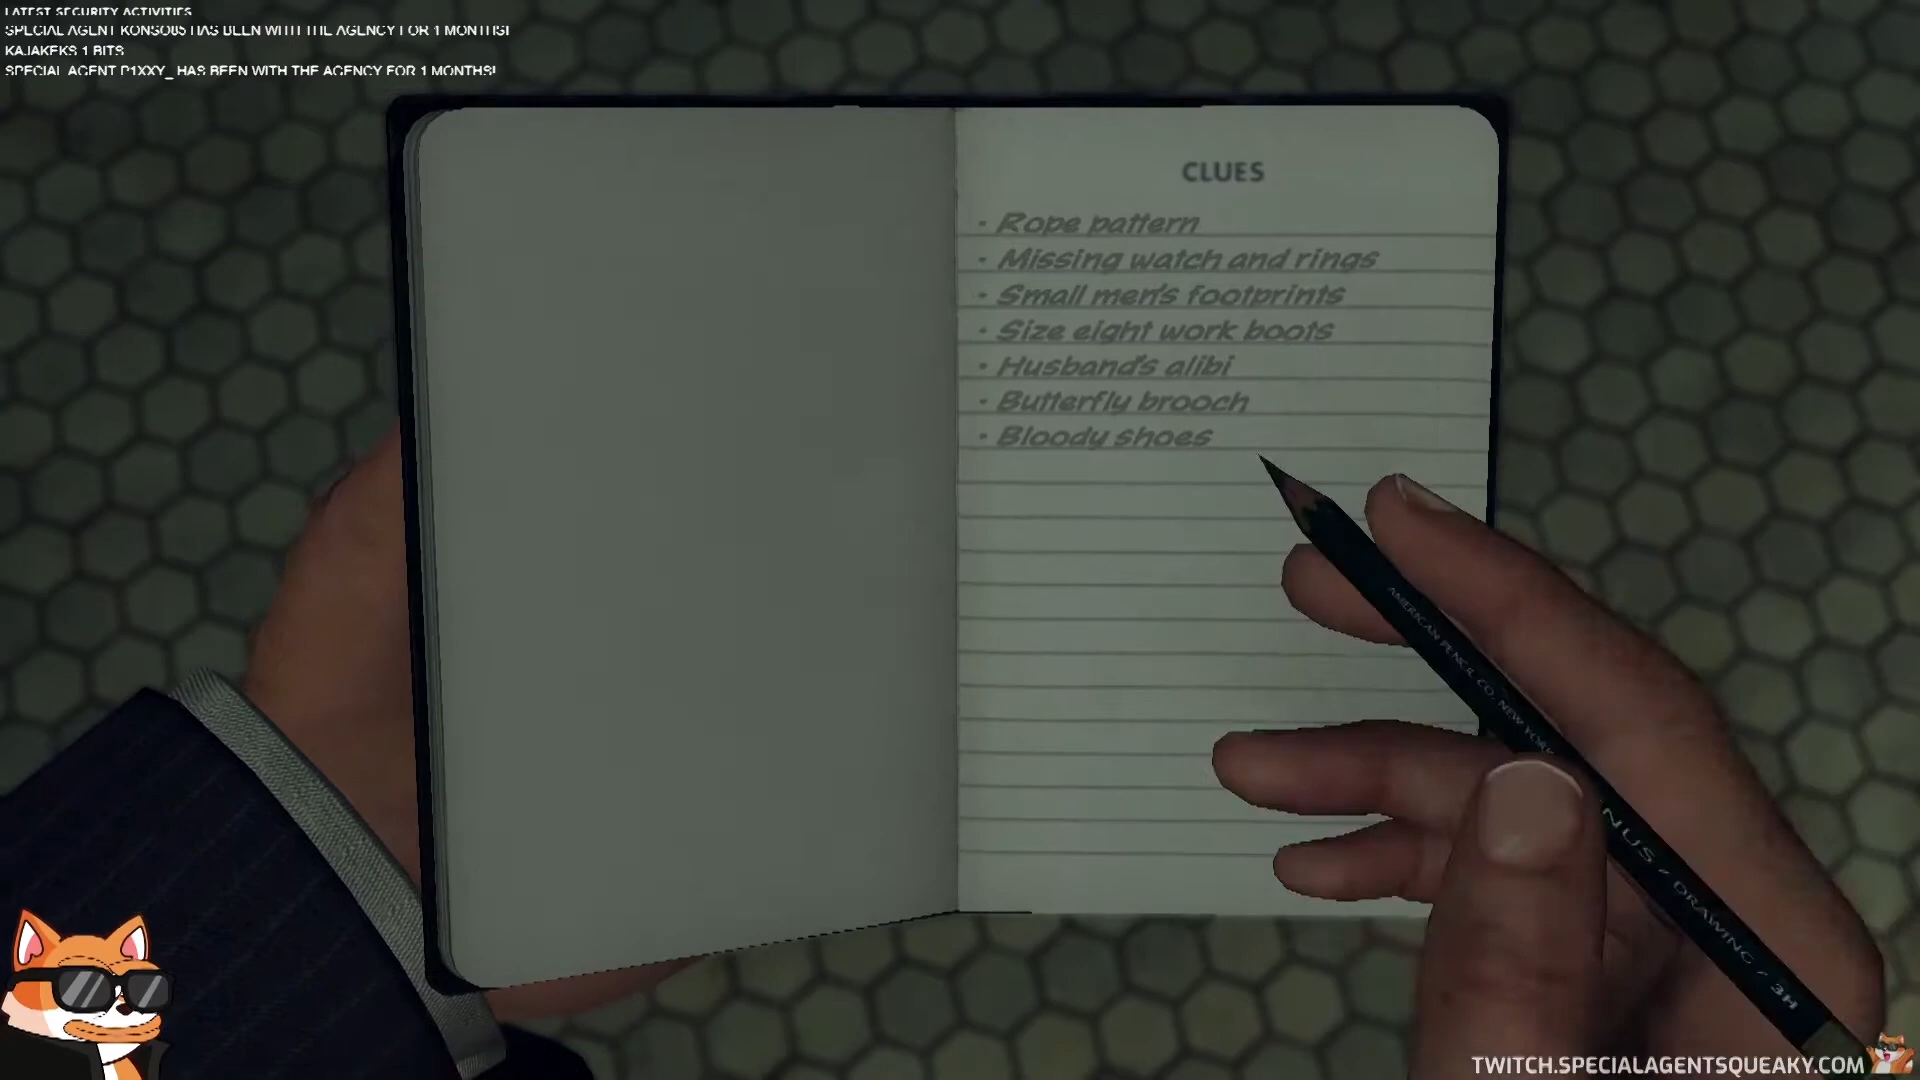 LATEST SECURITY ACTIVITIES
SPECIAL AGENT KONSO85 HAS BEEN WITH THE AGENCY FOR 1 MONTHS!
KAJAKEKS 1 BITS
SPECIAL AGENT P1XXY_ HAS BEEN WITH THE AGENCY FOR 1 MONTHS!
CLUES
- Rope pattern
- Missing watch and rings
- Small men's footprints
- Size eight work boots
- Husband's alibi
- Butterfly brooch
- Bloody shoes
AMERICAN PENCIL CO. NEW YORK
NUS / DRAWING / 3H
TWITCH.SPECIALAGENTSQUEAKY.COM